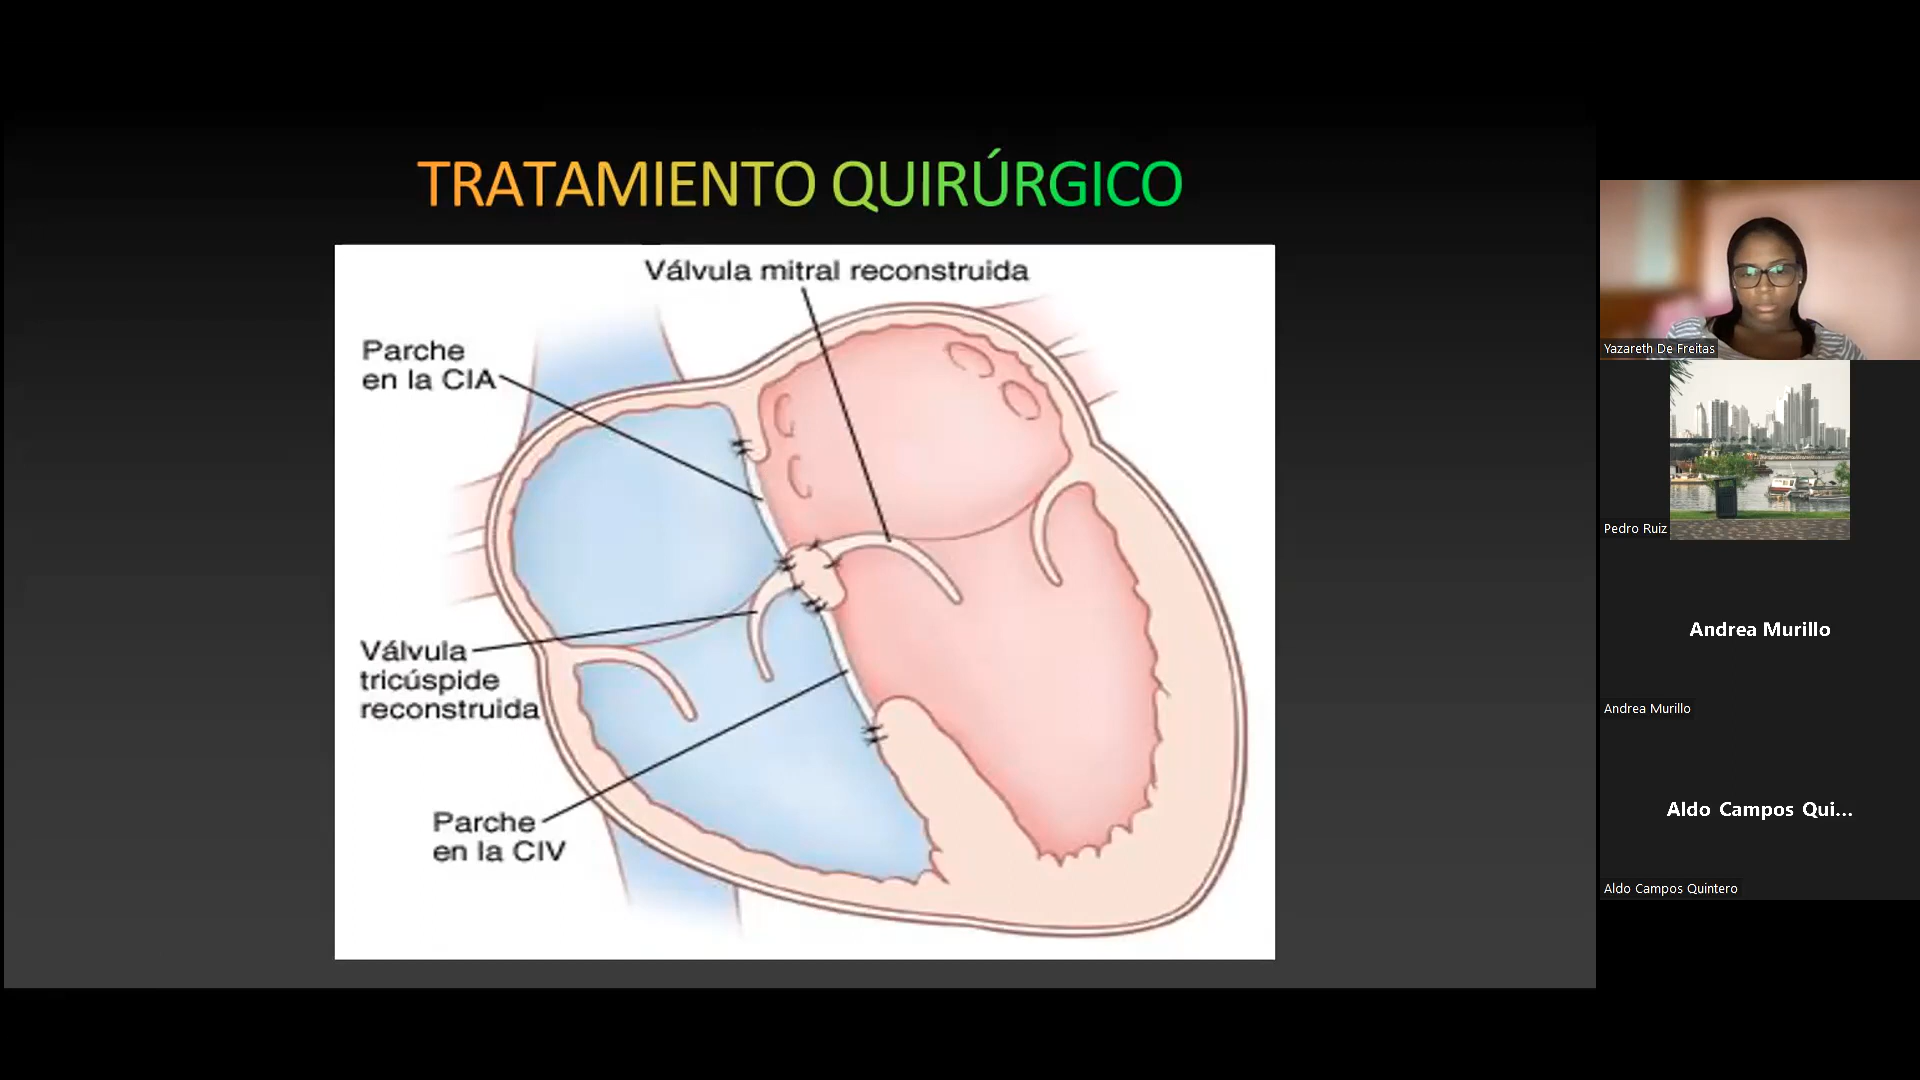 TRATAMIENTO QUIRÚRGICO
Válvula mitral reconstruida
Parche
en la CIA
Válvula
tricúspide
reconstruida
Parche
en la CIV
Yazareth De Freitas
Pedro Ruiz
Andrea Murillo
Andrea Murillo
Aldo Campos Qui...
Aldo Campos Quintero